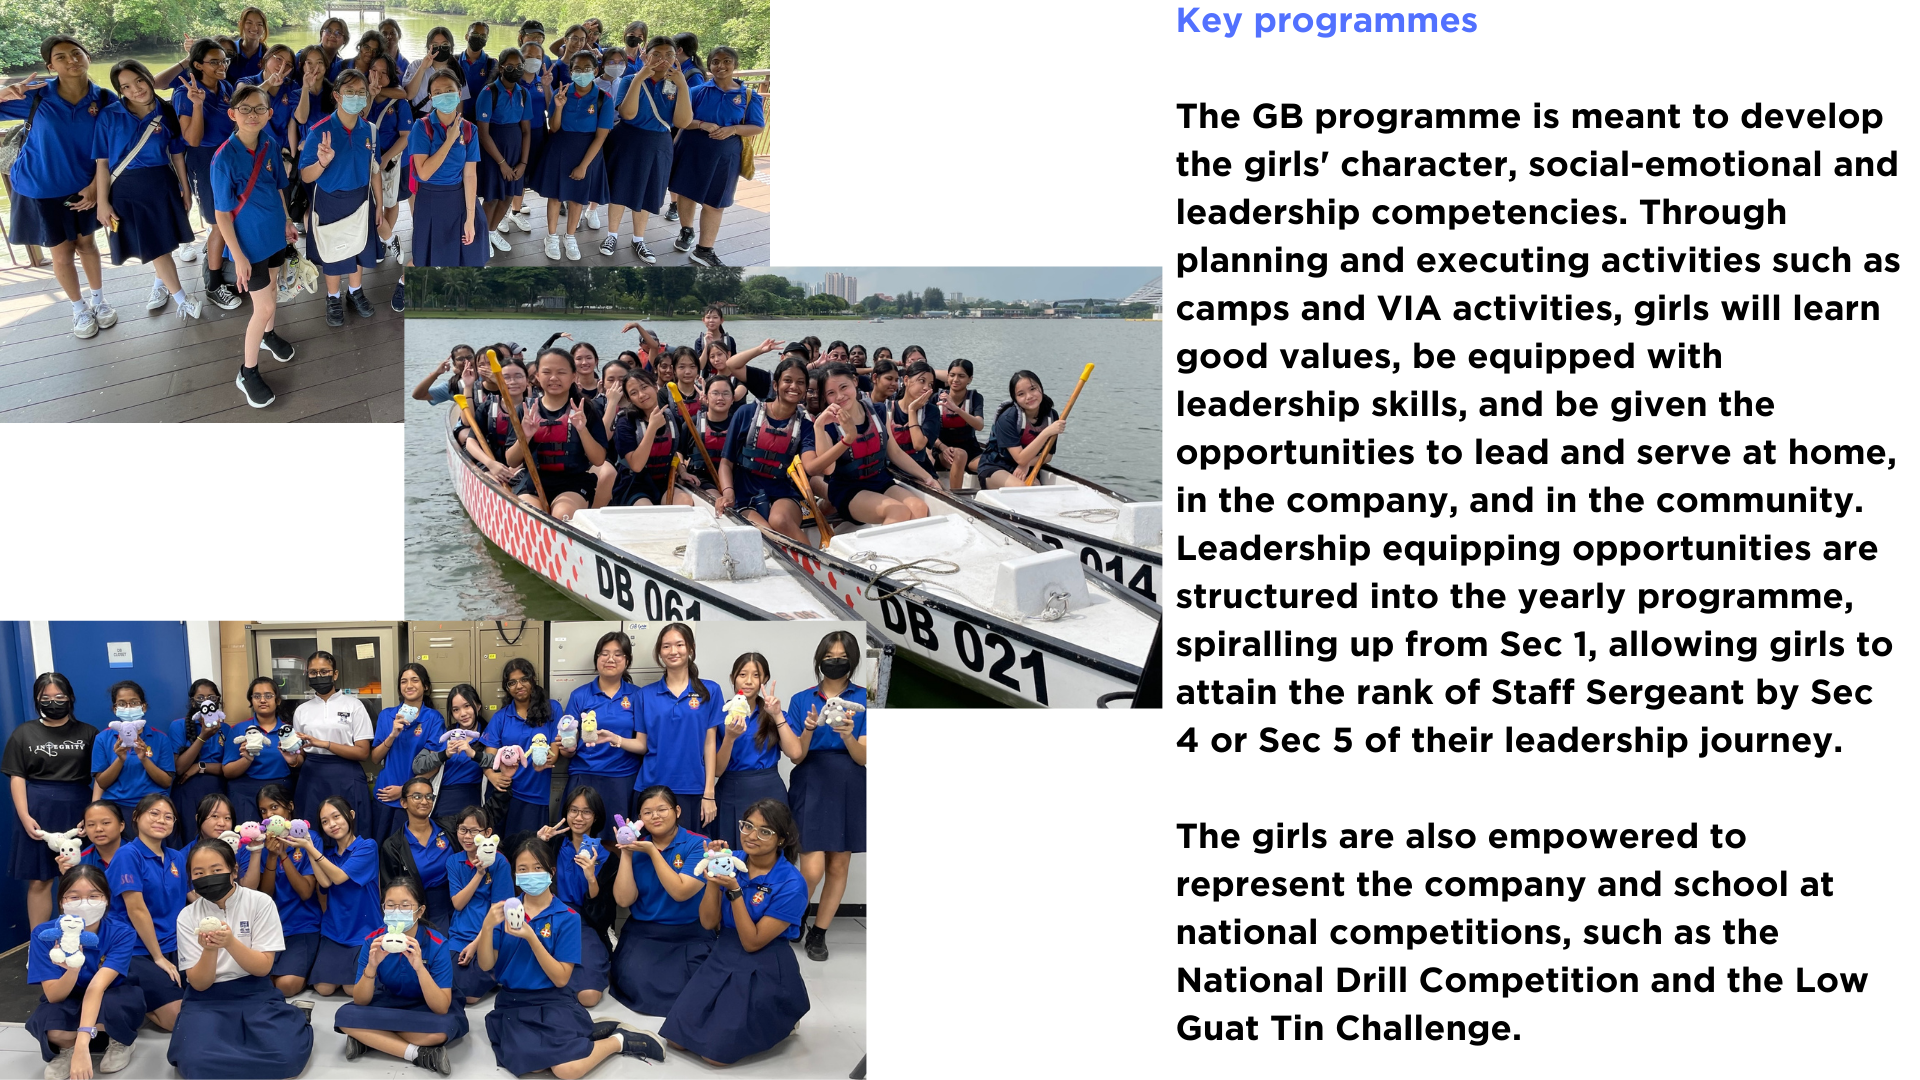 Key programmes
The GB programme is meant to develop
the girls' character, social-emotional and
leadership competencies. Through
planning and executing activities such as
camps and VIA activities, girls will learn
good values, be equipped with
leadership skills, and be given the
opportunities to lead and serve at home,
in the company, and in the community.
Leadership equipping opportunities are
structured into the yearly programme,
spiralling up from Sec 1, allowing girls to
attain the rank of Staff Sergeant by Sec
4 or Sec 5 of their leadership journey.
The girls are also empowered to
represent the company and school at
national competitions, such as the
National Drill Competition and the Low
Guat Tin Challenge.
DB 061
DB 021
014
INTEGRITY